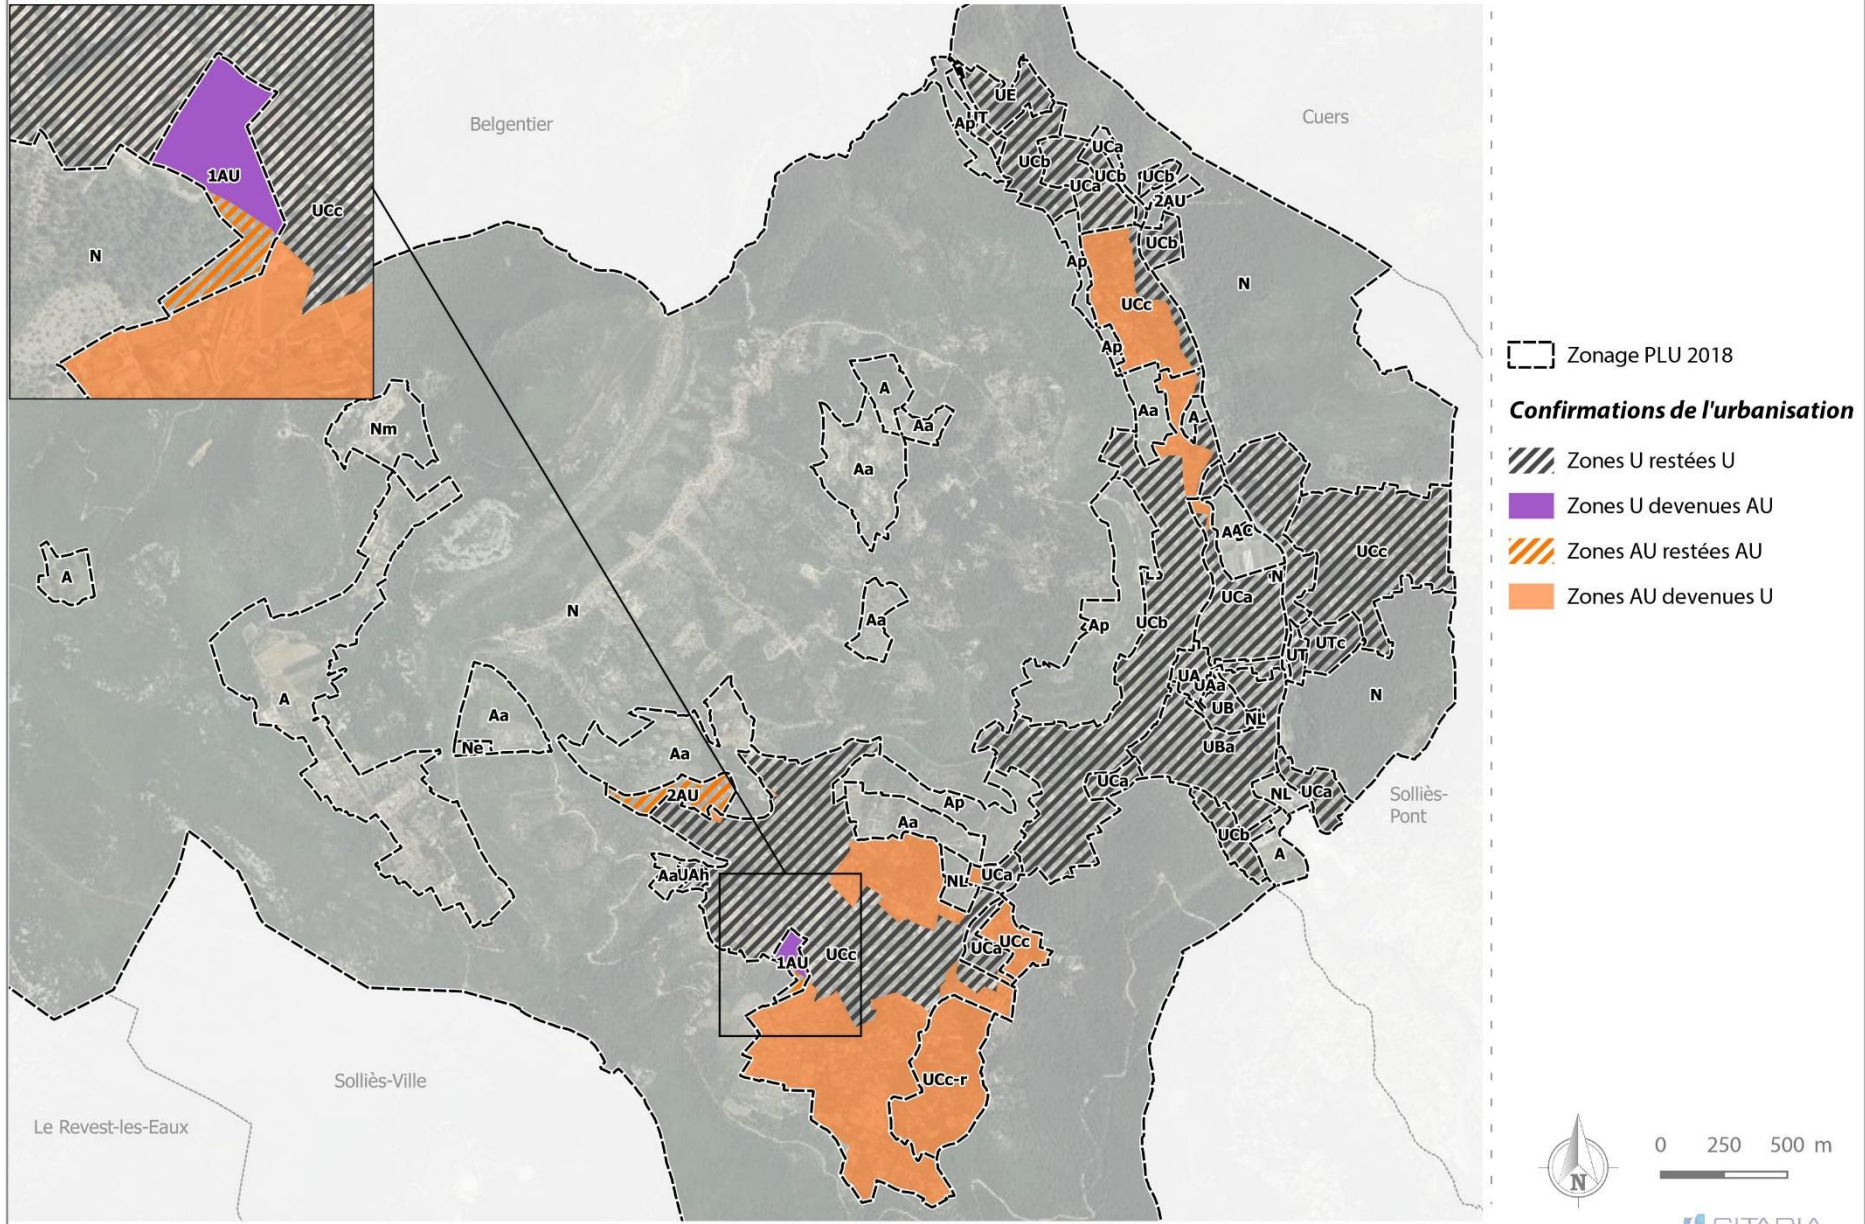 1AU
UCc
N
Belgentier
Cuers
UE
UT
Ap
UCb
UCa
UCa
UCb
UCb
2AU
UCb
Ap
N
UCc
Ap
Aa
A
Nm
A
Aa
Aa
A
N
Aa
A
Aa
Ne
Aa
2AU
Aa
UAh
Ap
Aa
NL
UCa
UCc
1AU
UCa
UCc
UCc-r
N
UCa
UCc
Ap
UCb
UT
UTc
UA
UAa
UB
NL
UBa
N
UCa
NL
UCa
UCb
A
Solliès-
Pont
Solliès-Ville
Le Revest-les-Eaux
Zonage PLU 2018
Confirmations de l'urbanisation
Zones U restées U
Zones U devenues AU
Zones AU restées AU
Zones AU devenues U
N
0 250 500 m